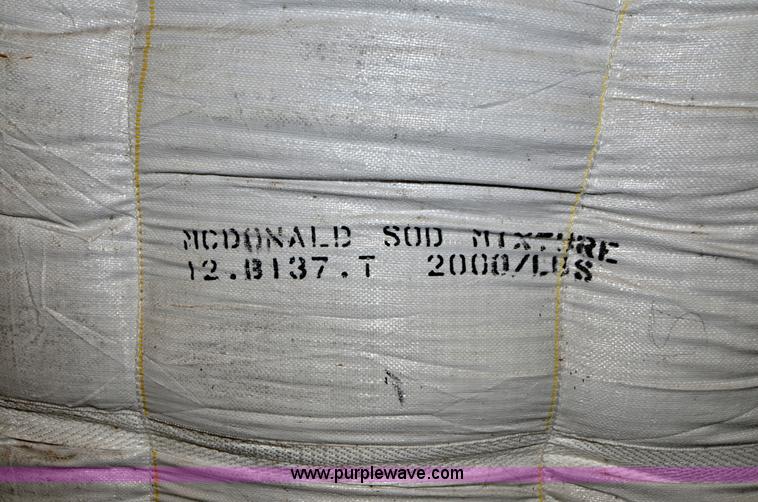 MCDONALD SOD MIXTURE
12.B137.T 2000/LBS
www.purplewave.com